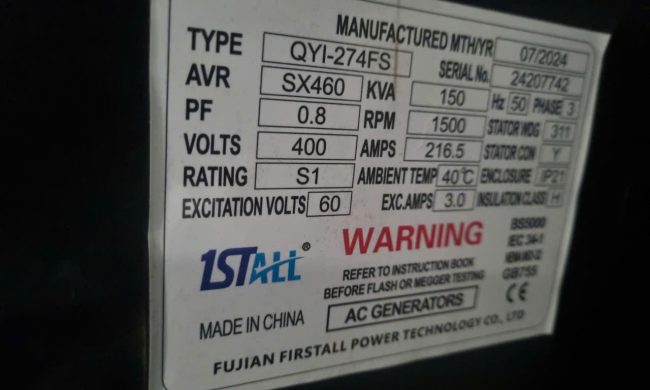 MANUFACTURED MTH/YR 07/2024
TYPE QYI-274FS SERIAL No. 24207742
AVR SX460 KVA 150 Hz 50 PHASE 3
PF 0.8 RPM 1500 STATOR WDG 311
VOLTS 400 AMPS 216.5 STATOR CON Y
RATING S1 AMBIENT TEMP 40℃ ENCLOSURE IP21
EXCITATION VOLTS 60 EXC.AMPS 3.0 INSULATION CLASS H
1STALL ® WARNING BS5000
IEC 34-1
REFER TO INSTRUCTION BOOK
BEFORE FLASH OR MEGGER TESTING GB755
MADE IN CHINA AC GENERATORS CE
FUJIAN FIRSTALL POWER TECHNOLOGY CO., LTD